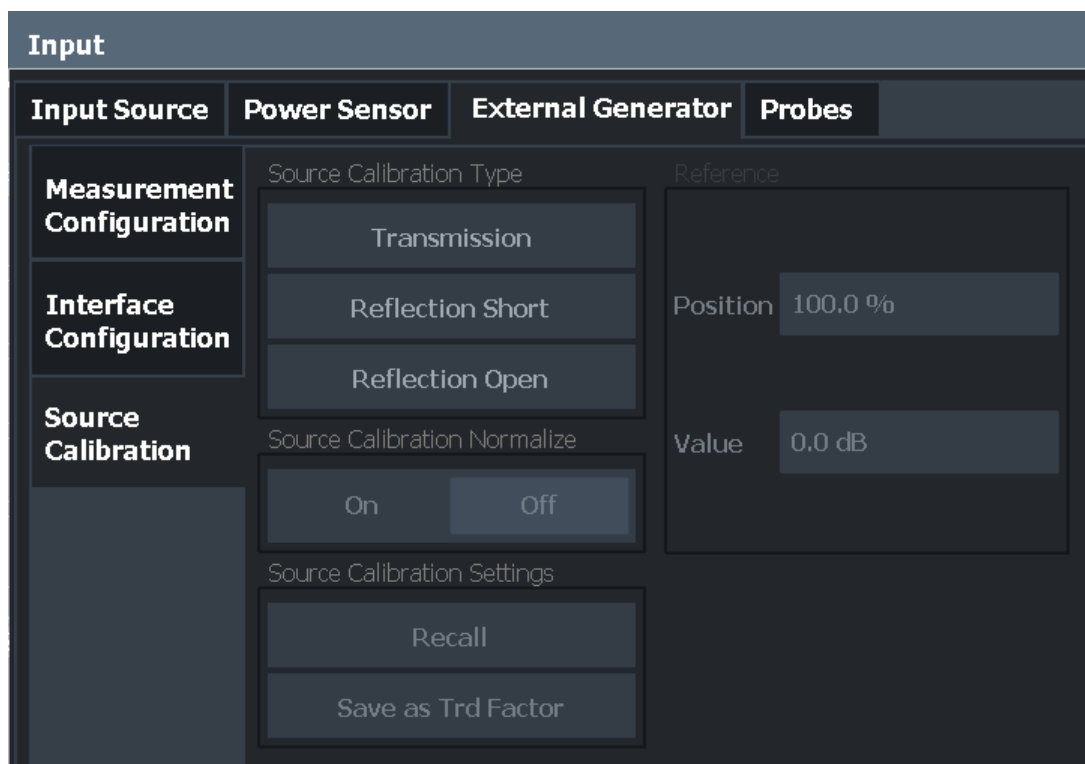 Input
Input Source
Power Sensor
External Generator
Probes
Measurement
Configuration
Interface
Configuration
Source
Calibration
Source Calibration Type
Transmission
Reflection Short
Reflection Open
Source Calibration Normalize
On
Off
Source Calibration Settings
Recall
Save as Trd Factor
Reference
Position
100.0 %
Value
0.0 dB